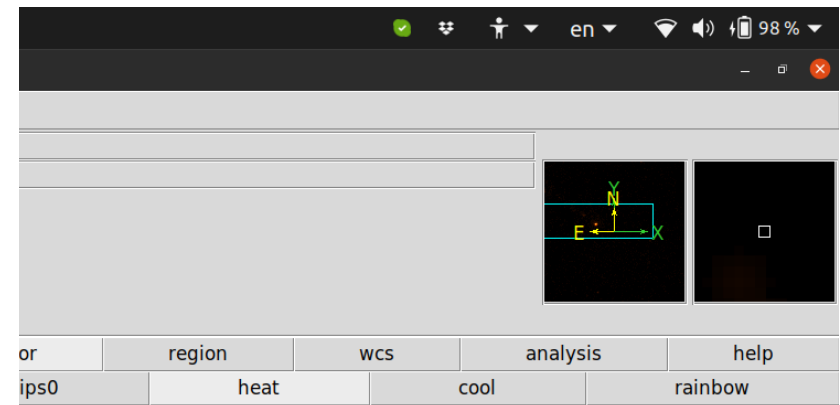 en 98 %
Y
N
E X
or region wcs analysis help
ips0 heat cool rainbow